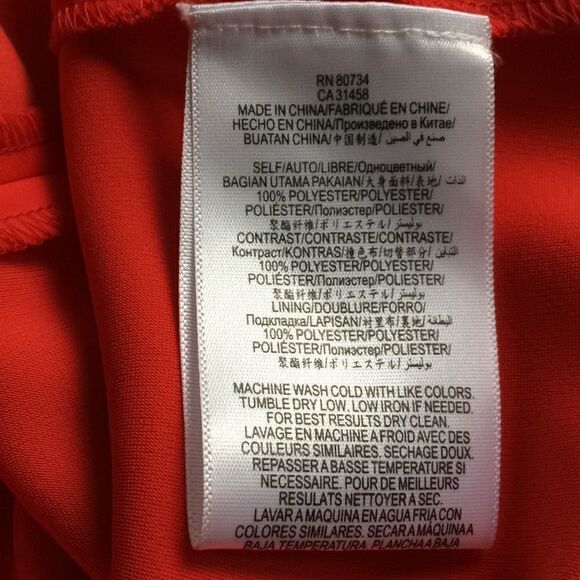 RN 80734
CA 31458
MADE IN CHINA/FABRIQUÉ EN CHINE/
HECHO EN CHINA/Произведено в Китае/
BUATAN CHINA/中国制造/ صنع في الصين/
SELF/AUTO/LIBRE/Одноцветный/
BAGIAN UTAMA PAKAIAN/大身面料/表地/ الذات/
100% POLYESTER/POLYESTER/
POLIÉSTER/Полиэстер/POLIESTER/
聚酯纤维/ポリエステル/ بوليستر/
CONTRAST/CONTRASTE/CONTRASTE/
Контраст/KONTRAS/撞色布/切替部分/ التباين/
100% POLYESTER/POLYESTER/
POLIÉSTER/Полиэстер/POLIESTER/
聚酯纤维/ポリエステル/ بوليستر/
LINING/DOUBLURE/FORRO/
Подкладка/LAPISAN/衬里布/裏地/ البطانة/
100% POLYESTER/POLYESTER/
POLIÉSTER/Полиэстер/POLIESTER/
聚酯纤维/ポリエステル/ بوليستر/
MACHINE WASH COLD WITH LIKE COLORS.
TUMBLE DRY LOW. LOW IRON IF NEEDED.
FOR BEST RESULTS DRY CLEAN.
LAVAGE EN MACHINE A FROID AVEC DES
COULEURS SIMILAIRES. SECHAGE DOUX.
REPASSER A BASSE TEMPERATURE SI
NECESSAIRE. POUR DE MEILLEURS
RESULATS NETTOYER A SEC.
LAVAR A MAQUINA EN AGUA FRIA CON
COLORES SIMILARES. SECAR A MAQUINA A
BAJA TEMPERATURA. PLANCHAR A BAJA